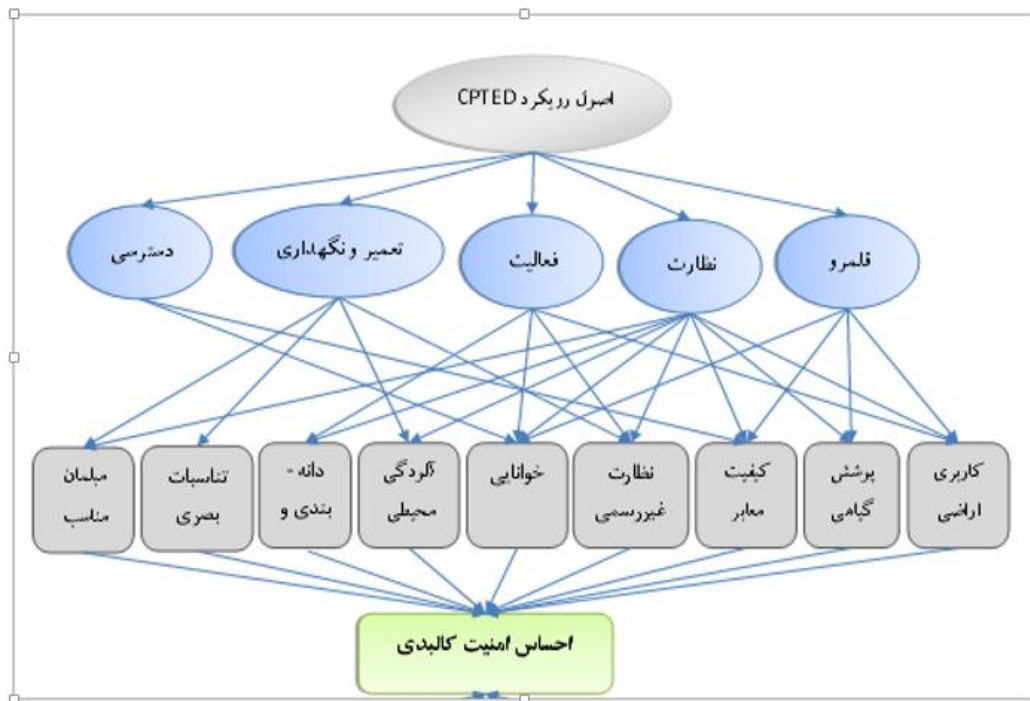 اصول رویکرد CPTED
قلمرو
نظارت
فعالیت
تعمیر و نگهداری
دسترسی
کاربری
اراضی
پوشش
گیاهی
کیفیت
معابر
نظارت
غیررسمی
خوانایی
آلودگی
محیطی
دانه -
بندی و
تناسبات
بصری
مبلمان
مناسب
احساس امنیت کالبدی